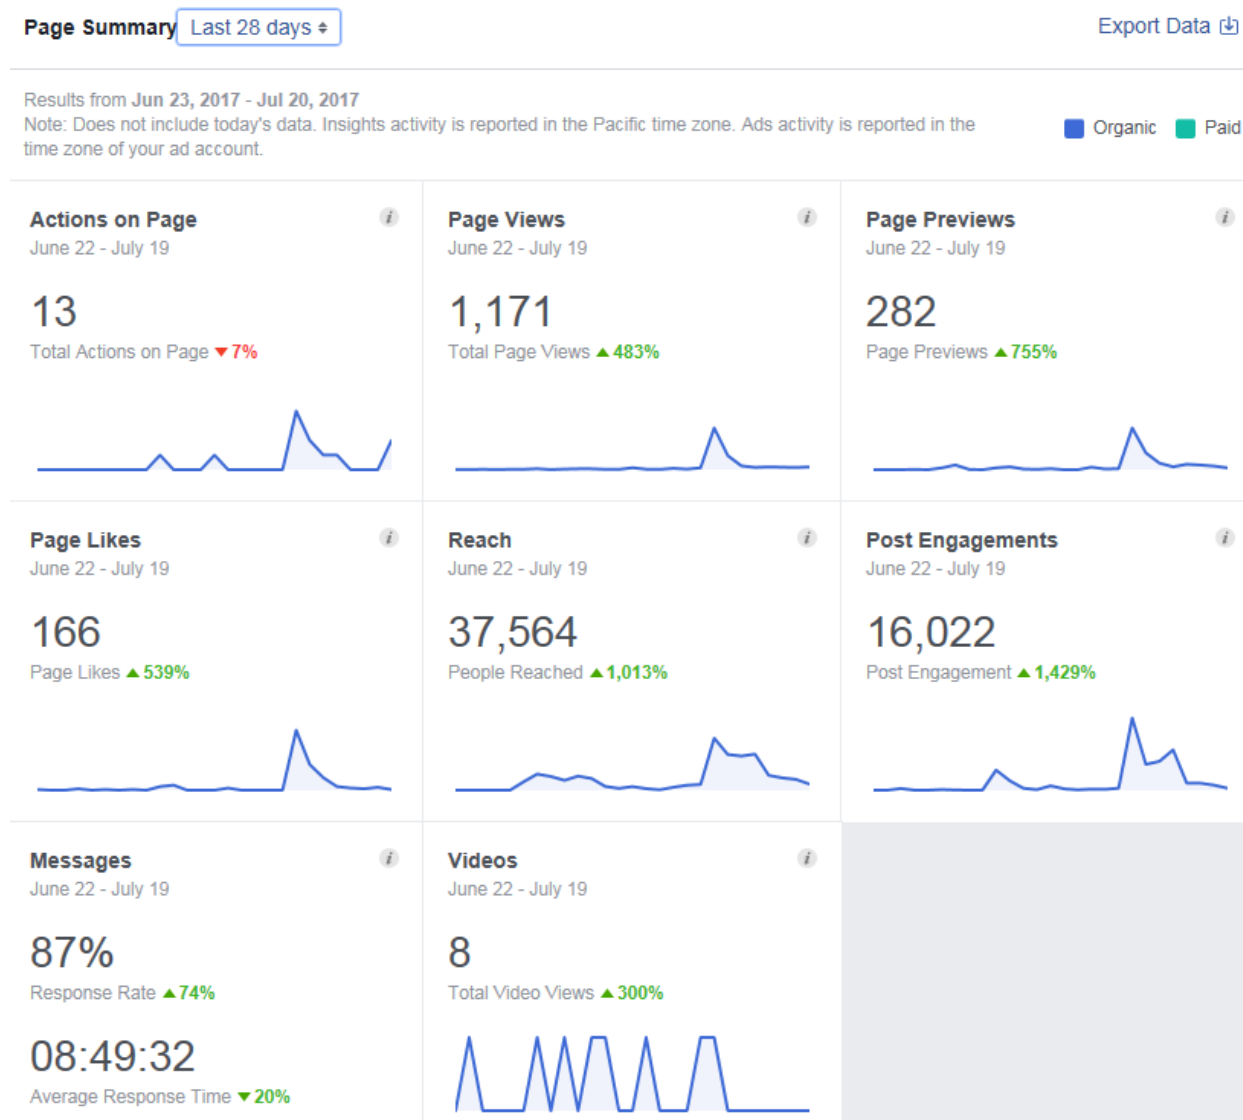 Page Summary Last 28 days Export Data
Results from Jun 23, 2017 - Jul 20, 2017
Note: Does not include today's data. Insights activity is reported in the Pacific time zone. Ads activity is reported in the
time zone of your ad account.
Organic Paid
Actions on Page
June 22 - July 19
13
Total Actions on Page ▼7%
Page Views
June 22 - July 19
1,171
Total Page Views ▲483%
Page Previews
June 22 - July 19
282
Page Previews ▲755%
Page Likes
June 22 - July 19
166
Page Likes ▲539%
Reach
June 22 - July 19
37,564
People Reached ▲1,013%
Post Engagements
June 22 - July 19
16,022
Post Engagement ▲1,429%
Messages
June 22 - July 19
87%
Response Rate ▲74%
08:49:32
Average Response Time ▼20%
Videos
June 22 - July 19
8
Total Video Views ▲300%